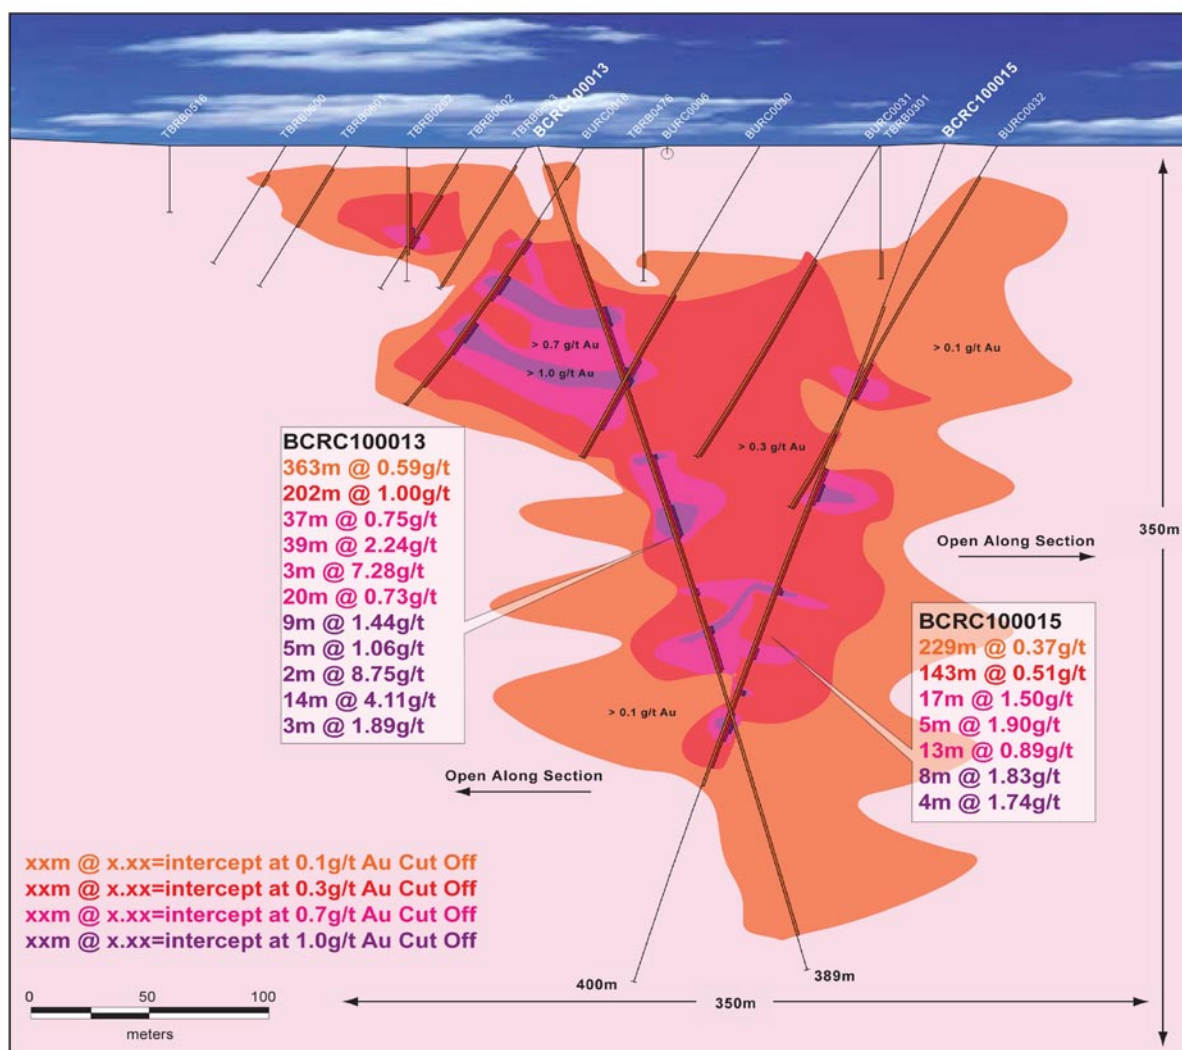 TBRB0516
TBRB0600
TBRB0601
TBRB0202
TBRB0602
BCRC100013
TBRB0476
BURC0006
BURC0090
BURC0031
TBRB0301
BCRC100015
BURC0032
> 0.7 g/t Au
> 1.0 g/t Au
> 0.1 g/t Au
> 0.3 g/t Au
BCRC100013
363m @ 0.59g/t
202m @ 1.00g/t
37m @ 0.75g/t
39m @ 2.24g/t
3m @ 7.28g/t
20m @ 0.73g/t
9m @ 1.44g/t
5m @ 1.06g/t
2m @ 8.75g/t
14m @ 4.11g/t
3m @ 1.89g/t
350m
Open Along Section
BCRC100015
229m @ 0.37g/t
143m @ 0.51g/t
17m @ 1.50g/t
5m @ 1.90g/t
13m @ 0.89g/t
8m @ 1.83g/t
4m @ 1.74g/t
> 0.1 g/t Au
Open Along Section
xxm @ x.xx=intercept at 0.1g/t Au Cut Off
xxm @ x.xx=intercept at 0.3g/t Au Cut Off
xxm @ x.xx=intercept at 0.7g/t Au Cut Off
xxm @ x.xx=intercept at 1.0g/t Au Cut Off
400m
389m
350m
0 50 100
meters